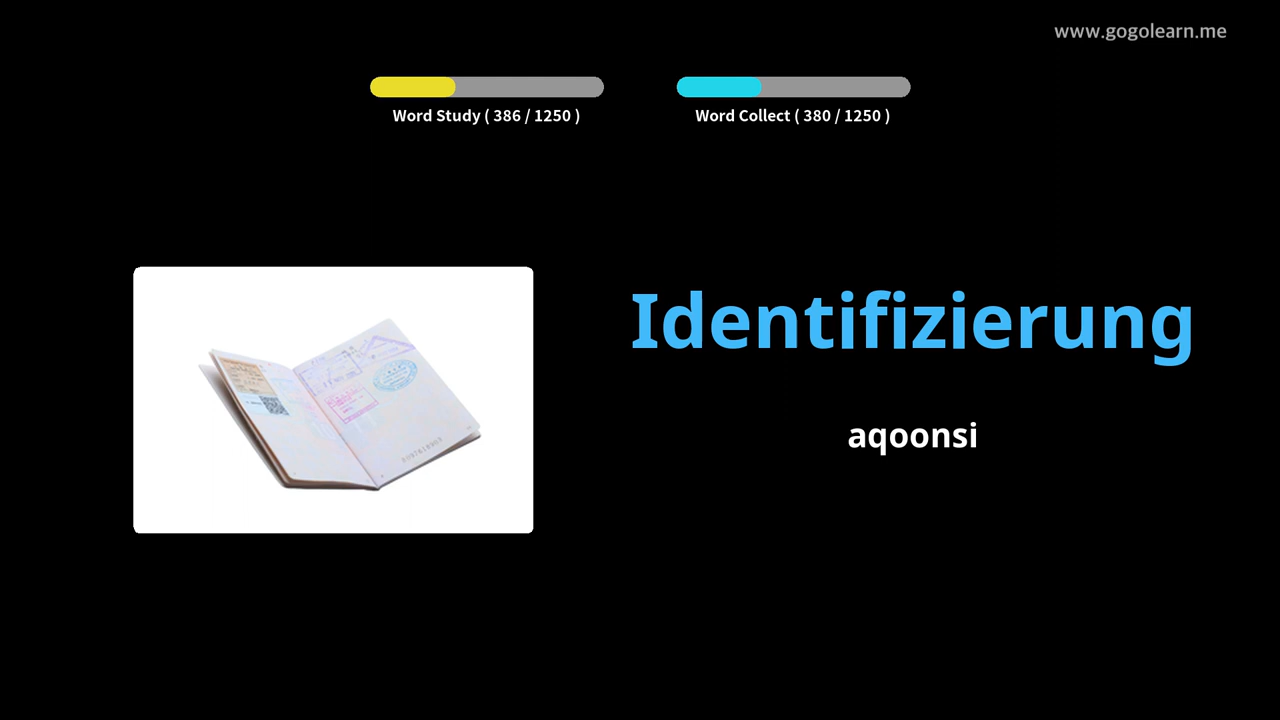 www.gogolearn.me
Word Study ( 386 / 1250 )
Word Collect ( 380 / 1250 )
Identifizierung
aqoonsi